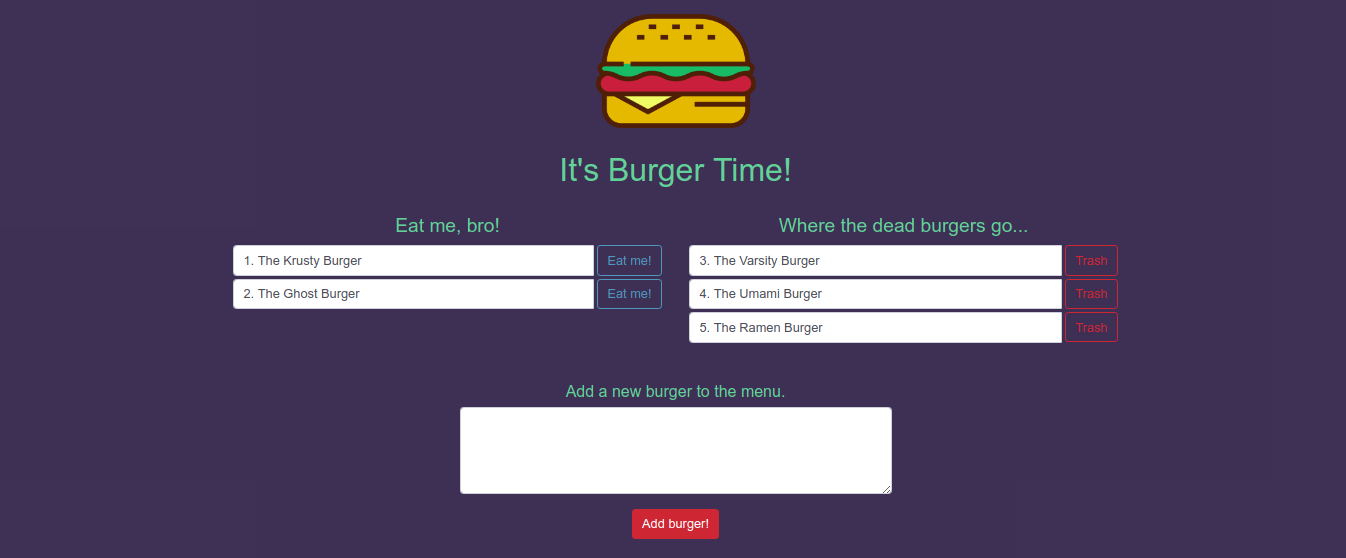 It's Burger Time!
Eat me, bro!
1. The Krusty Burger Eat me!
2. The Ghost Burger Eat me!
Where the dead burgers go...
3. The Varsity Burger Trash
4. The Umami Burger Trash
5. The Ramen Burger Trash
Add a new burger to the menu.
Add burger!